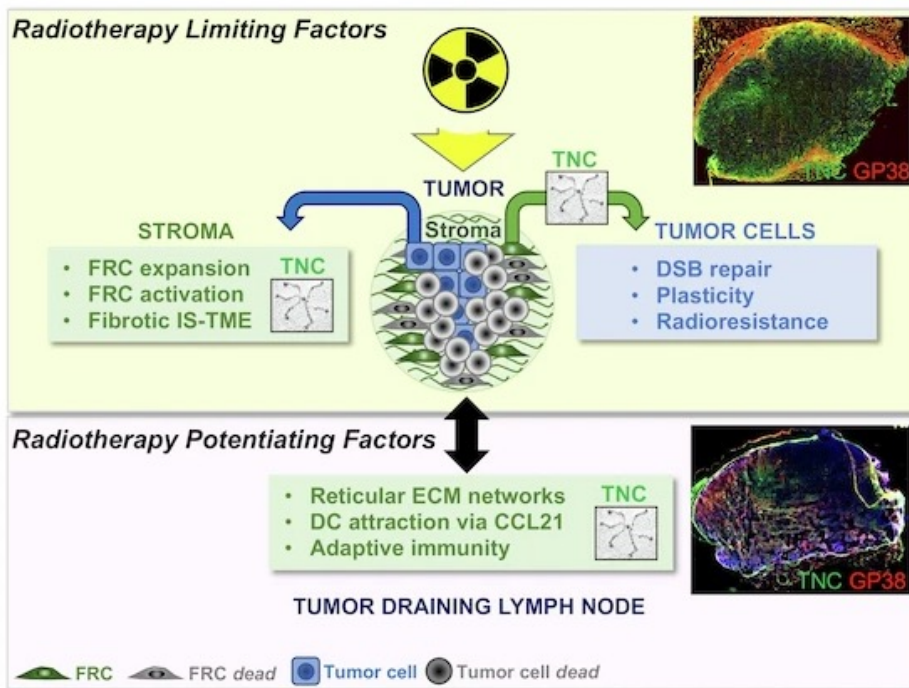 Radiotherapy Limiting Factors
TNC GP38
TNC
TUMOR
Stroma
STROMA
• FRC expansion
• FRC activation
• Fibrotic IS-TME
TNC
TUMOR CELLS
• DSB repair
• Plasticity
• Radioresistance
Radiotherapy Potentiating Factors
• Reticular ECM networks
• DC attraction via CCL21
• Adaptive immunity
TNC
TNC GP38
TUMOR DRAINING LYMPH NODE
FRC
FRC dead
Tumor cell
Tumor cell dead